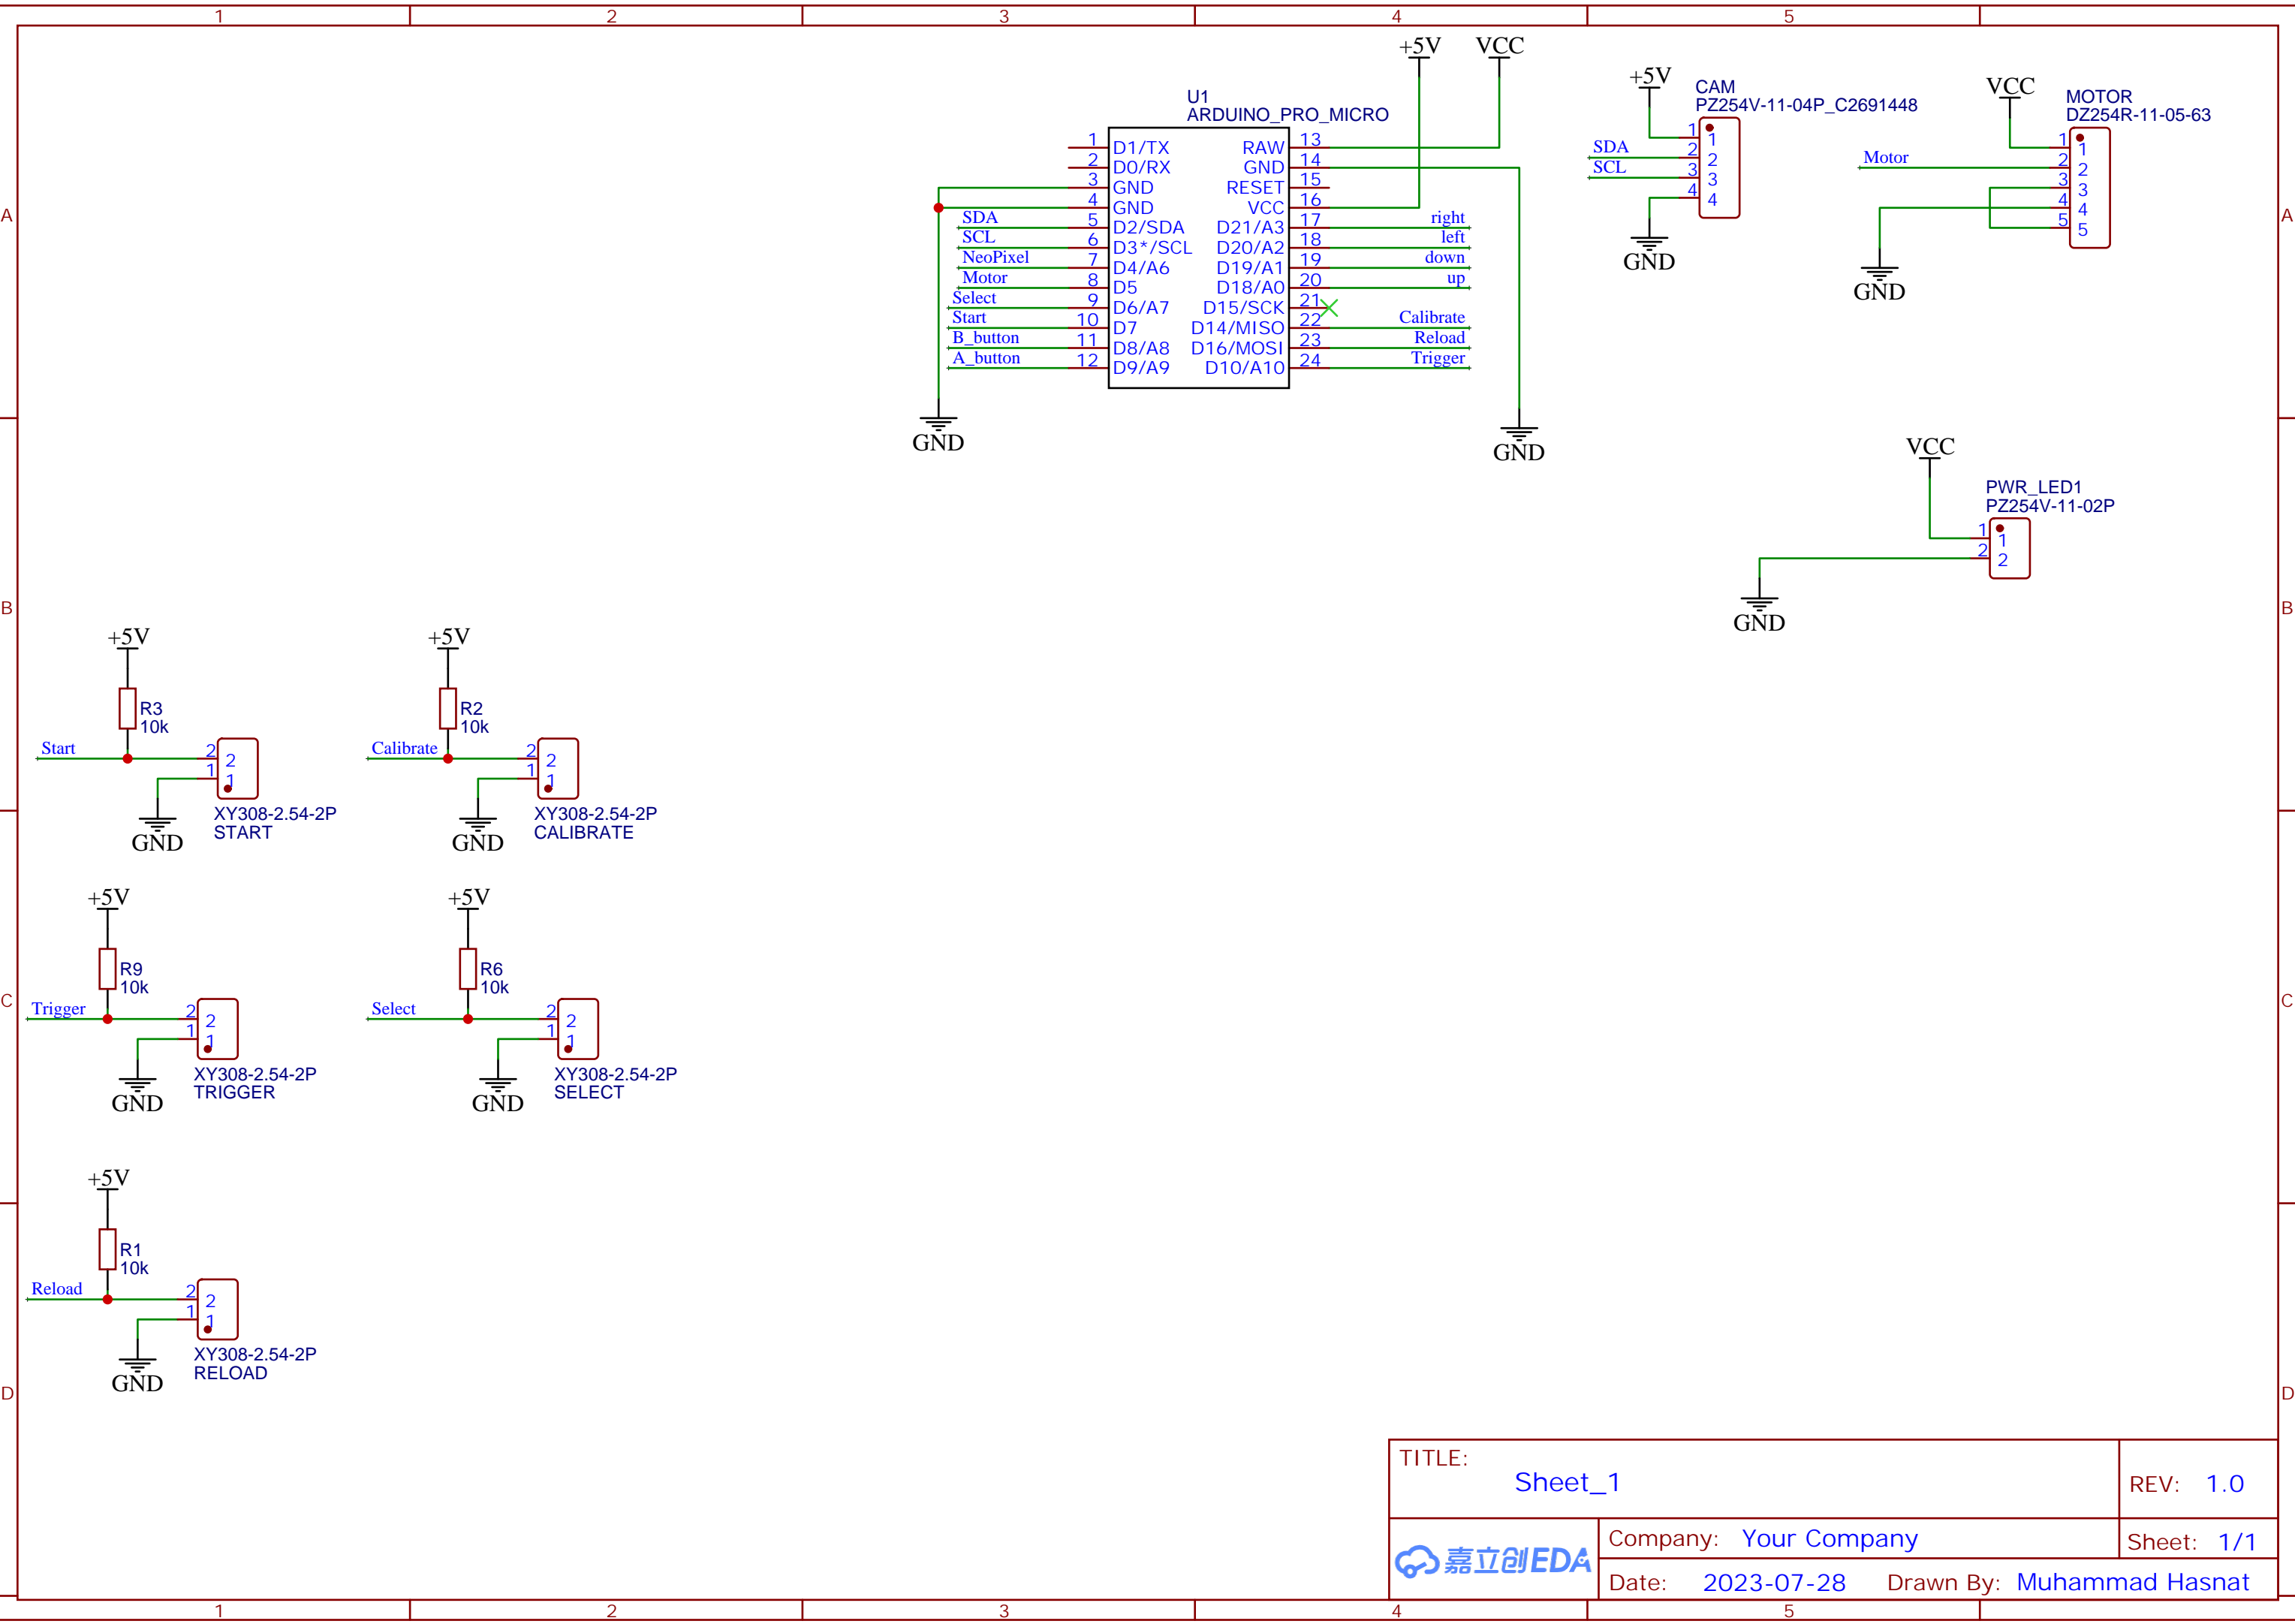 1 2 3 4 5
+5V VCC
U1
ARDUINO_PRO_MICRO
1 D1/TX RAW 13
2 D0/RX GND 14
3 GND RESET 15
4 GND VCC 16
SDA 5 D2/SDA D21/A3 17 right
SCL 6 D3*/SCL D20/A2 18 left
NeoPixel 7 D4/A6 D19/A1 19 down
Motor 8 D5 D18/A0 20 up
Select 9 D6/A7 D15/SCK 21
Start 10 D7 D14/MISO 22 Calibrate
B_button 11 D8/A8 D16/MOSI 23 Reload
A_button 12 D9/A9 D10/A10 24 Trigger
GND
GND
+5V
CAM
PZ254V-11-04P_C2691448
1 1
SDA 2 2
SCL 3 3
4 4
GND
VCC
MOTOR
DZ254R-11-05-63
1 1
Motor 2 2
3 3
4 4
5 5
GND
A A
VCC
PWR_LED1
PZ254V-11-02P
1 1
2 2
GND
B B
+5V
R3
10k
Start 2 2
1 1
GND
XY308-2.54-2P
START
+5V
R2
10k
Calibrate 2 2
1 1
GND
XY308-2.54-2P
CALIBRATE
+5V
R9
10k
Trigger 2 2
1 1
GND
XY308-2.54-2P
TRIGGER
+5V
R6
10k
Select 2 2
1 1
GND
XY308-2.54-2P
SELECT
C C
+5V
R1
10k
Reload 2 2
1 1
GND
XY308-2.54-2P
RELOAD
D D
TITLE:
Sheet_1
REV: 1.0
嘉立创EDA
Company: Your Company
Sheet: 1/1
Date: 2023-07-28
Drawn By: Muhammad Hasnat
1 2 3 4 5